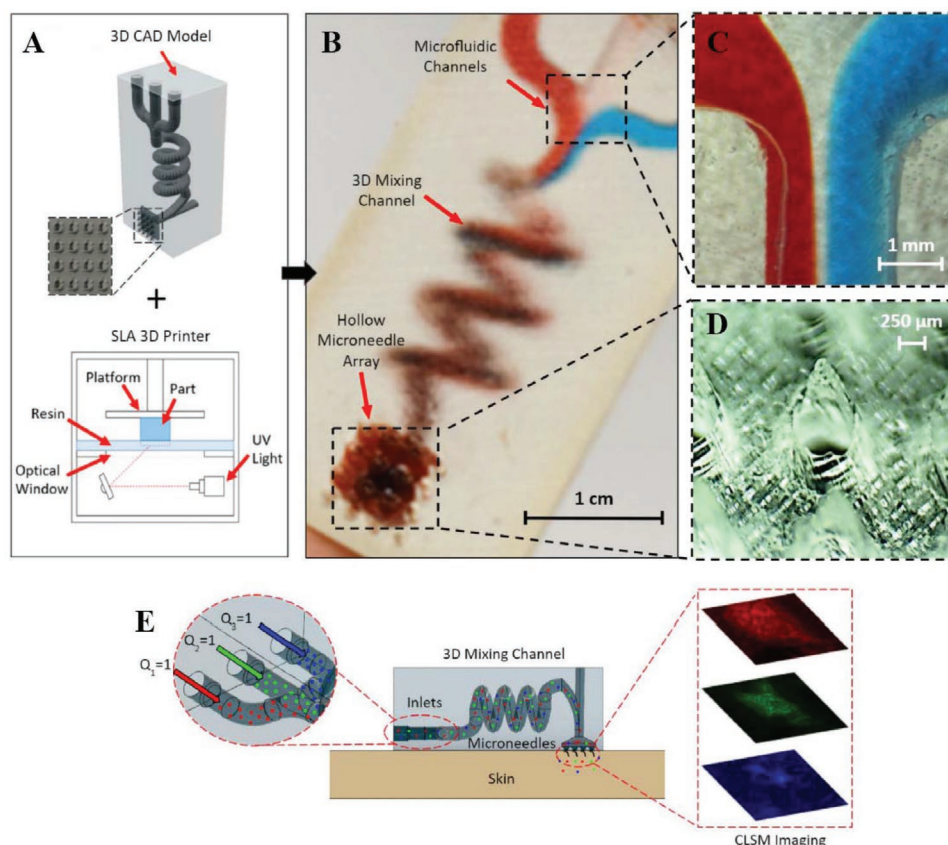 A
3D CAD Model
+
SLA 3D Printer
Platform
Part
Resin
UV
Light
Optical
Window
B
Microfluidic
Channels
3D Mixing
Channel
Hollow
Microneedle
Array
1 cm
C
1 mm
D
250 µm
E
Q₁=1
Q₂=1
Q₃=1
3D Mixing Channel
Inlets
Microneedles
Skin
CLSM Imaging